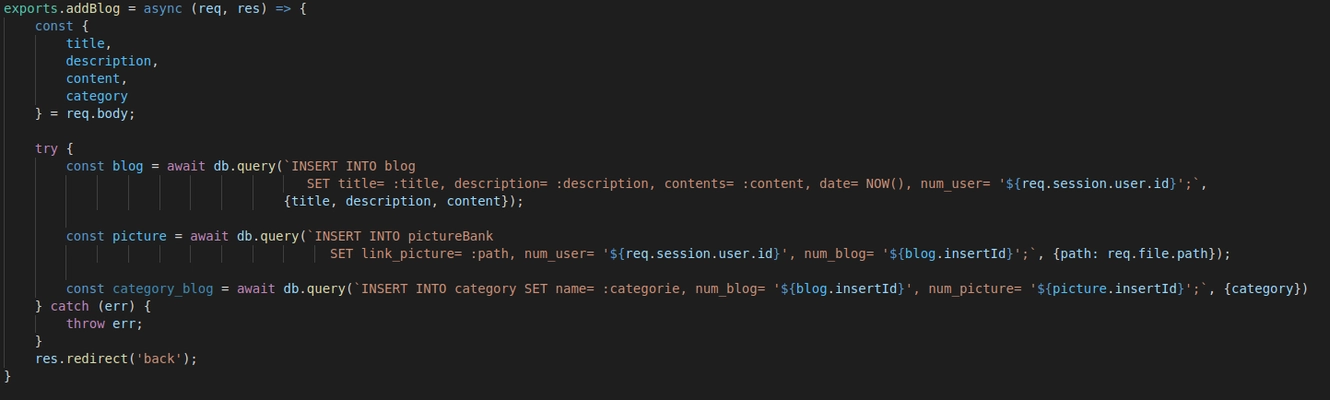 exports.addBlog = async (req, res) => {
    const {
        title,
        description,
        content,
        category
    } = req.body;

    try {
        const blog = await db.query(`INSERT INTO blog
                                       SET title= :title, description= :description, contents= :content, date= NOW(), num_user= '${req.session.user.id}';`,
                                    {title, description, content});

        const picture = await db.query(`INSERT INTO pictureBank
                                          SET link_picture= :path, num_user= '${req.session.user.id}', num_blog= '${blog.insertId}';`, {path: req.file.path});

        const category_blog = await db.query(`INSERT INTO category SET name= :categorie, num_blog= '${blog.insertId}', num_picture= '${picture.insertId}';`, {category})
    } catch (err) {
        throw err;
    }
    res.redirect('back');
}